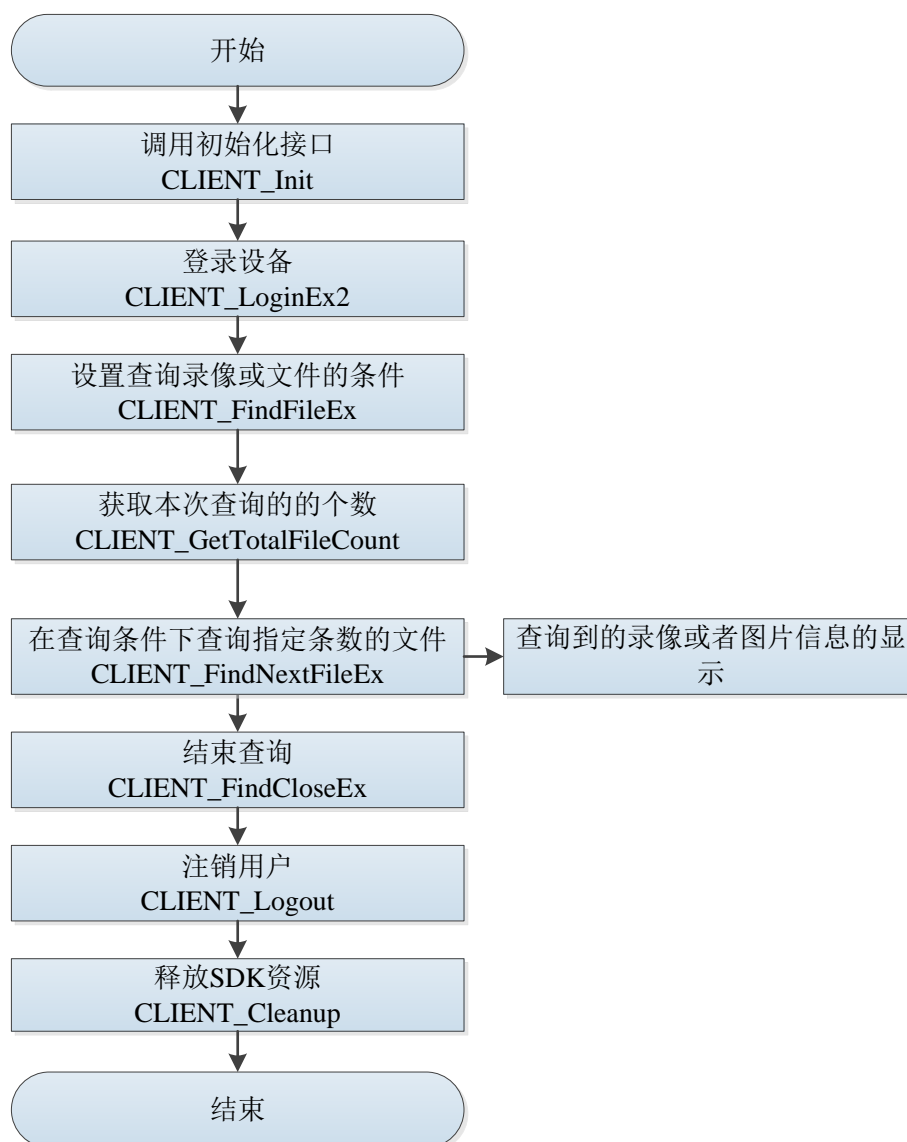 开始
调用初始化接口
CLIENT_Init
登录设备
CLIENT_LoginEx2
设置查询录像或文件的条件
CLIENT_FindFileEx
获取本次查询的的个数
CLIENT_GetTotalFileCount
在查询条件下查询指定条数的文件
CLIENT_FindNextFileEx
查询到的录像或者图片信息的显
示
结束查询
CLIENT_FindCloseEx
注销用户
CLIENT_Logout
释放SDK资源
CLIENT_Cleanup
结束